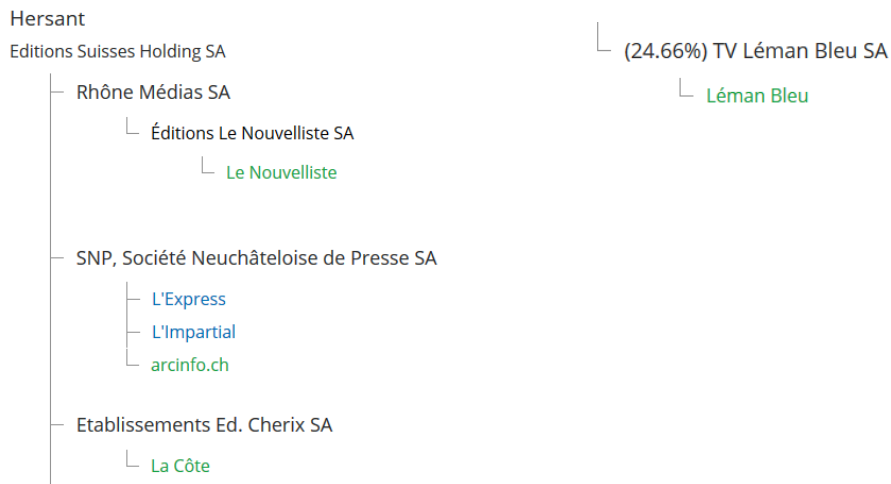 Hersant
Editions Suisses Holding SA
Rhône Médias SA
Éditions Le Nouvelliste SA
Le Nouvelliste
SNP, Société Neuchâteloise de Presse SA
L'Express
L'Impartial
arcinfo.ch
Etablissements Ed. Cherix SA
La Côte
(24.66%) TV Léman Bleu SA
Léman Bleu